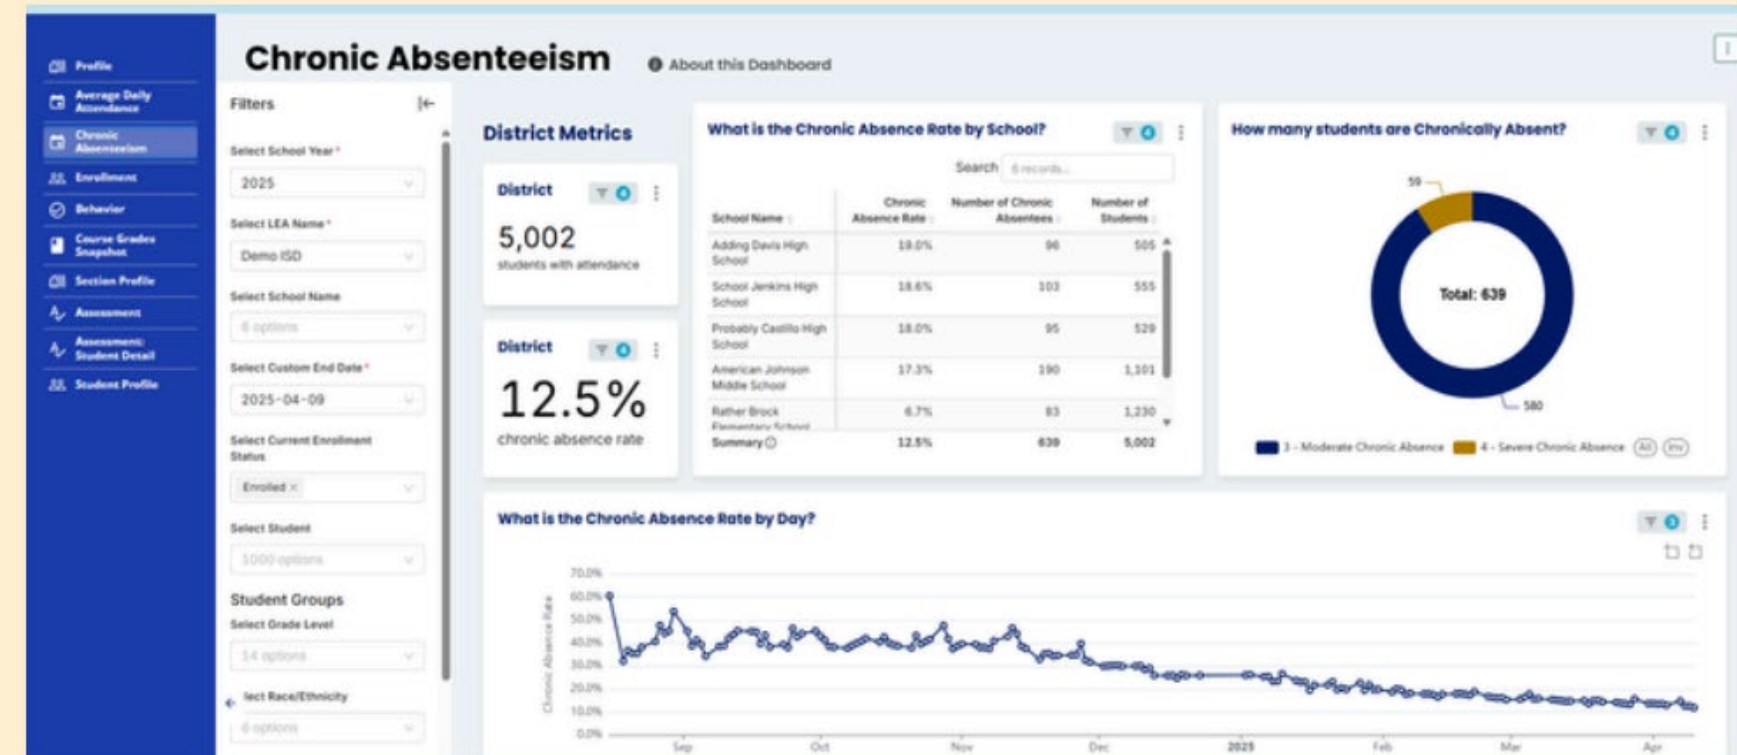 Chronic Absenteeism
About this Dashboard
Profile
Average Daily
Attendance
Chronic
Absenteeism
Enrollment
Behavior
Course Grades
Snapshot
Section Profile
Assessment
Assessment:
Student Detail
Student Profile
Filters
Select School Year*
2025
Select LEA Name*
Demo ISD
Select School Name
6 options
Select Custom End Date*
2025-04-09
Select Current Enrollment
Status
Enrolled ×
Select Student
1000 options
Student Groups
Select Grade Level
14 options
lect Race/Ethnicity
6 options
District Metrics
District
4
5,002
students with attendance
District
4
12.5%
chronic absence rate
What is the Chronic Absence Rate by School?
4
Search 6 records...
School Name Chronic Absence Rate Number of Chronic Absentees Number of Students
Adding Davis High School 19.0% 96 505
School Jenkins High School 18.6% 103 555
Probably Castillo High School 18.0% 95 529
American Johnson Middle School 17.3% 190 1,101
Rather Brock Elementary School 6.7% 83 1,230
Summary 12.5% 639 5,002
How many students are Chronically Absent?
4
59
Total: 639
580
3 - Moderate Chronic Absence 4 - Severe Chronic Absence All Inv
What is the Chronic Absence Rate by Day?
3
Chronic Absence Rate
70.0%
60.0%
50.0%
40.0%
30.0%
20.0%
10.0%
0.0%
Sep Oct Nov Dec 2025 Feb Mar Apr